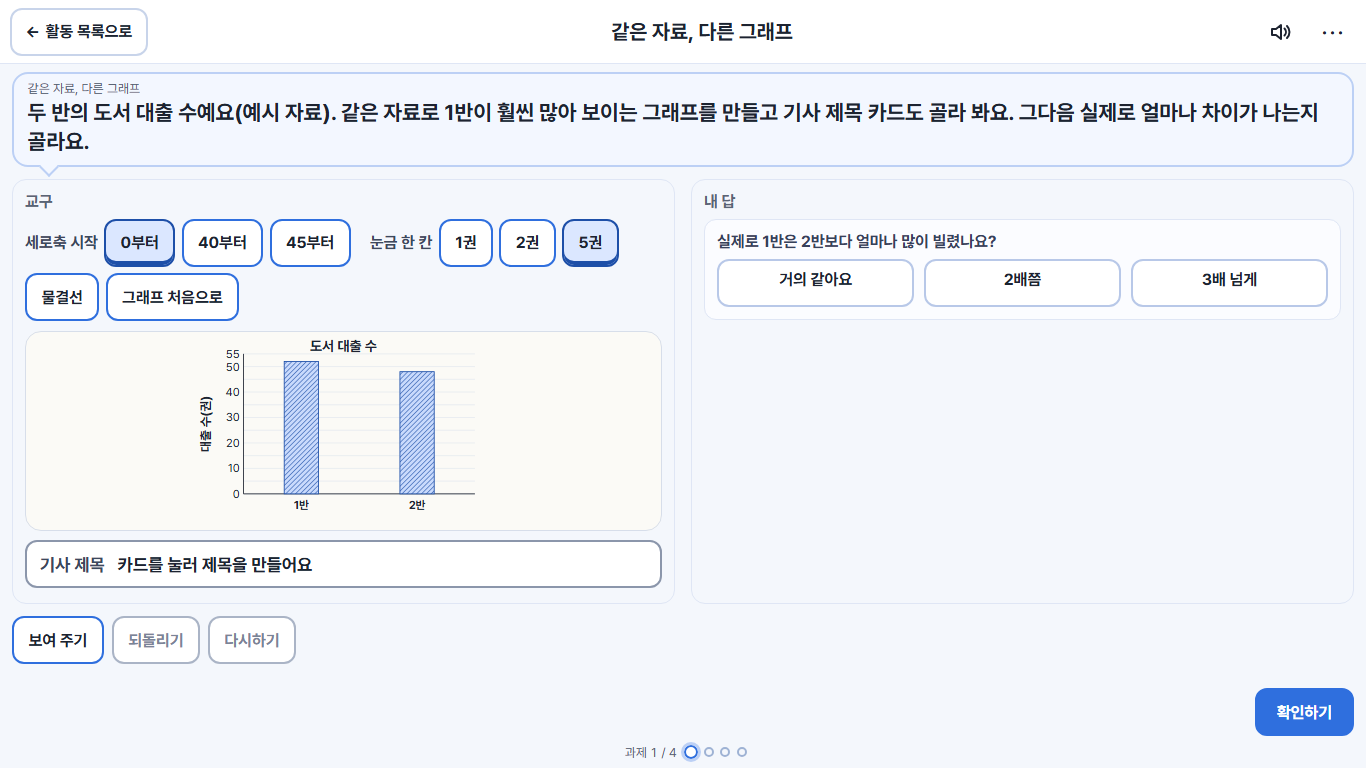 ← 활동 목록으로
같은 자료, 다른 그래프
같은 자료, 다른 그래프
두 반의 도서 대출 수예요(예시 자료). 같은 자료로 1반이 훨씬 많아 보이는 그래프를 만들고 기사 제목 카드도 골라 봐요. 그다음 실제로 얼마나 차이가 나는지
골라요.
교구
세로축 시작 0부터 40부터 45부터 눈금 한 칸 1권 2권 5권
물결선 그래프 처음으로
도서 대출 수
대출 수(권)
55
50
40
30
20
10
0
1반 2반
기사 제목 카드를 눌러 제목을 만들어요
내 답
실제로 1반은 2반보다 얼마나 많이 빌렸나요?
거의 같아요 2배쯤 3배 넘게
보여 주기 되돌리기 다시하기
확인하기
과제 1 / 4